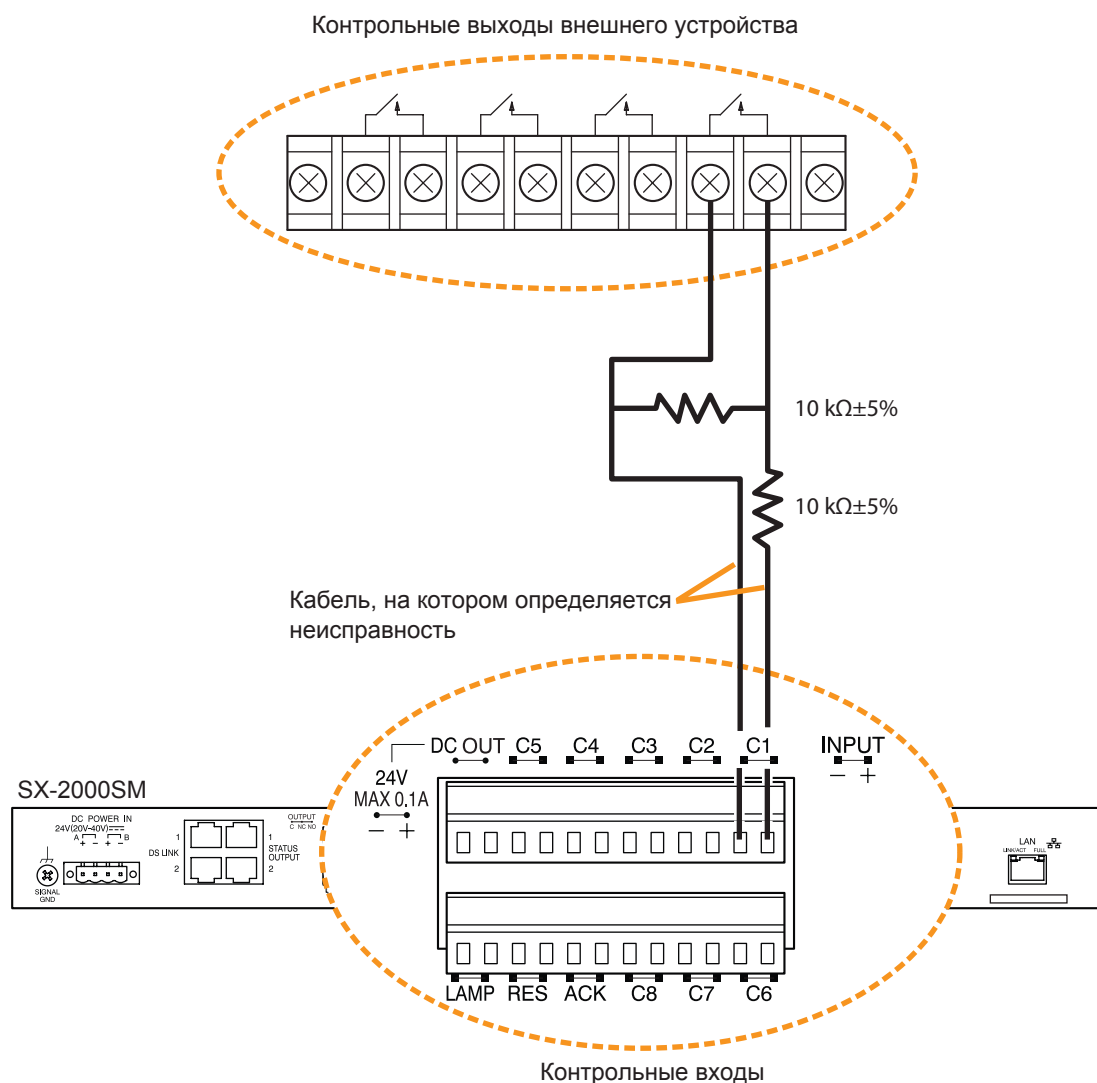 Контрольные выходы внешнего устройства
10 kΩ±5%
10 kΩ±5%
Кабель, на котором определяется
неисправность
DC OUT C5 C4 C3 C2 C1 INPUT
24V
MAX 0.1A
− +
− +
SX-2000SM
DC POWER IN
24V(20V-40V)
A B
+ − + −
SIGNAL
GND
DS LINK
1
2
1
2
STATUS
OUTPUT
OUTPUT
C NC NO
LAN
LINK/ACT FULL
LAMP RES ACK C8 C7 C6
Контрольные входы